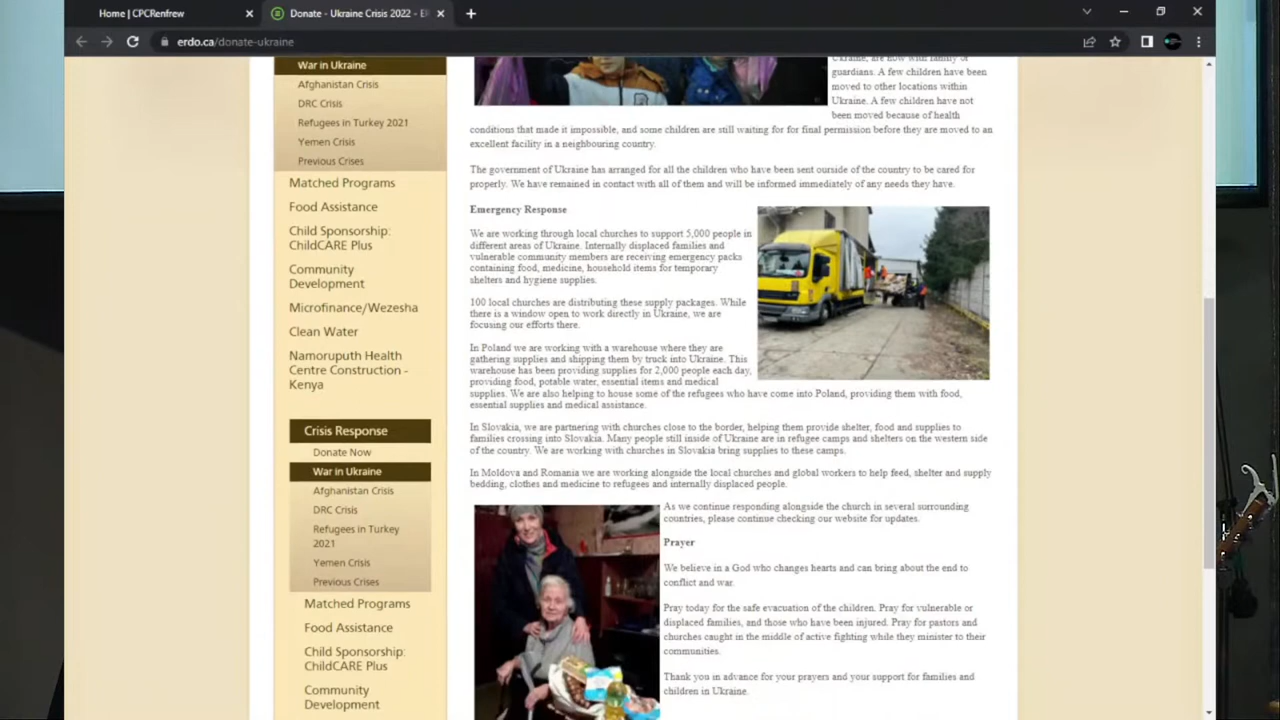 Home | CPCRenfrew
Donate - Ukraine Crisis 2022 - E
erdo.ca/donate-ukraine
War in Ukraine
Afghanistan Crisis
DRC Crisis
Refugees in Turkey 2021
Yemen Crisis
Previous Crises
Matched Programs
Food Assistance
Child Sponsorship:
ChildCARE Plus
Community
Development
Microfinance/Wezesha
Clean Water
Namoruputh Health
Centre Construction -
Kenya
Crisis Response
Donate Now
War in Ukraine
Afghanistan Crisis
DRC Crisis
Refugees in Turkey
2021
Yemen Crisis
Previous Crises
Matched Programs
Food Assistance
Child Sponsorship:
ChildCARE Plus
Community
Development
Ukraine, are now with family or
guardians. A few children have been
moved to other locations within
Ukraine. A few children have not
been moved because of health
conditions that made it impossible, and some children are still waiting for for final permission before they are moved to an
excellent facility in a neighbouring country.
The government of Ukraine has arranged for all the children who have been sent ourside of the country to be cared for
properly. We have remained in contact with all of them and will be informed immediately of any needs they have.
Emergency Response
We are working through local churches to support 5,000 people in
different areas of Ukraine. Internally displaced families and
vulnerable community members are receiving emergency packs
containing food, medicine, household items for temporary
shelters and hygiene supplies.
100 local churches are distributing these supply packages. While
there is a window open to work directly in Ukraine, we are
focusing our efforts there.
In Poland we are working with a warehouse where they are
gathering supplies and shipping them by truck into Ukraine. This
warehouse has been providing supplies for 2,000 people each day,
providing food, potable water, essential items and medical
supplies. We are also helping to house some of the refugees who have come into Poland, providing them with food,
essential supplies and medical assistance.
In Slovakia, we are partnering with churches close to the border, helping them provide shelter, food and supplies to
families crossing into Slovakia. Many people still inside of Ukraine are in refugee camps and shelters on the western side
of the country. We are working with churches in Slovakia bring supplies to these camps.
In Moldova and Romania we are working alongside the local churches and global workers to help feed, shelter and supply
bedding, clothes and medicine to refugees and internally displaced people.
As we continue responding alongside the church in several surrounding
countries, please continue checking our website for updates.
Prayer
We believe in a God who changes hearts and can bring about the end to
conflict and war.
Pray today for the safe evacuation of the children. Pray for vulnerable or
displaced families, and those who have been injured. Pray for pastors and
churches caught in the middle of active fighting while they minister to their
communities.
Thank you in advance for your prayers and your support for families and
children in Ukraine.